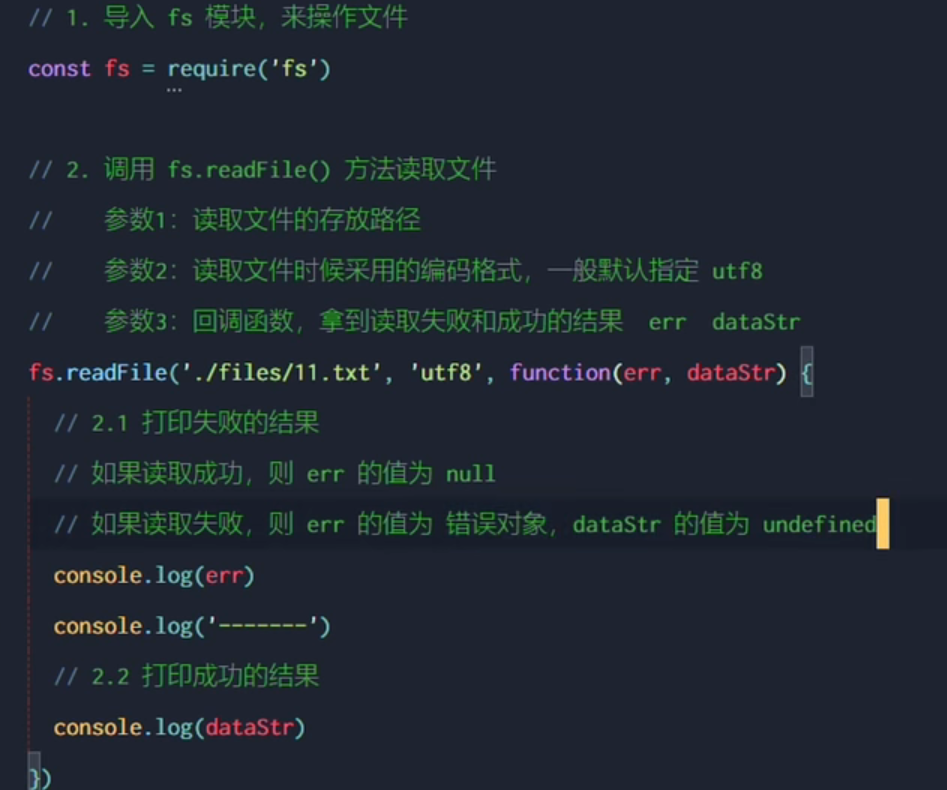 // 1. 导入 fs 模块，来操作文件
const fs = require('fs')
// 2. 调用 fs.readFile() 方法读取文件
//    参数1：读取文件的存放路径
//    参数2：读取文件时候采用的编码格式，一般默认指定 utf8
//    参数3：回调函数，拿到读取失败和成功的结果  err  dataStr
fs.readFile('./files/11.txt', 'utf8', function(err, dataStr) {
  // 2.1 打印失败的结果
  // 如果读取成功，则 err 的值为 null
  // 如果读取失败，则 err 的值为 错误对象，dataStr 的值为 undefined
  console.log(err)
  console.log('-------')
  // 2.2 打印成功的结果
  console.log(dataStr)
})